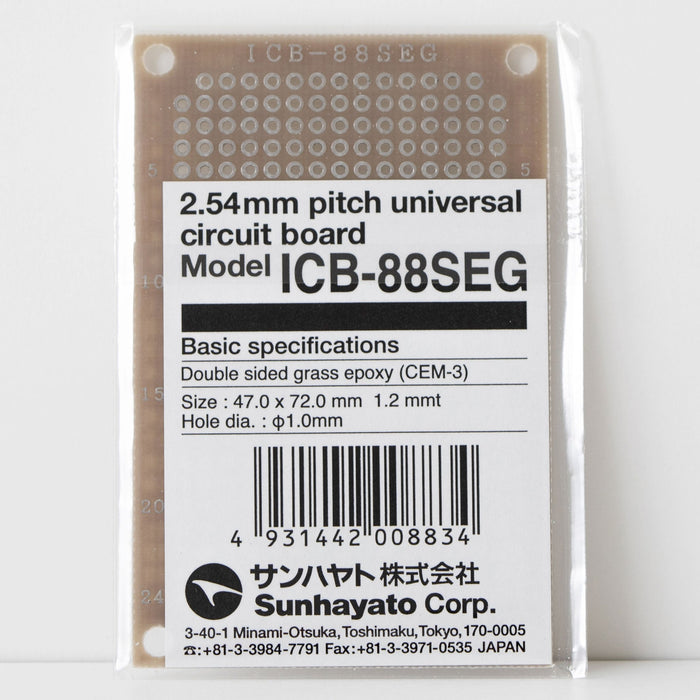 ICB-88SEG
5 5
2.54mm pitch universal
circuit board
Model ICB-88SEG
10
Basic specifications
Double sided grass epoxy (CEM-3)
15
Size : 47.0 x 72.0 mm 1.2 mmt
Hole dia. : ф1.0mm
20
4 931442 008834
サンハヤト株式会社
24
Sunhayato Corp.
3-40-1 Minami-Otsuka,Toshimaku,Tokyo,170-0005
☎:+81-3-3984-7791 Fax:+81-3-3971-0535 JAPAN